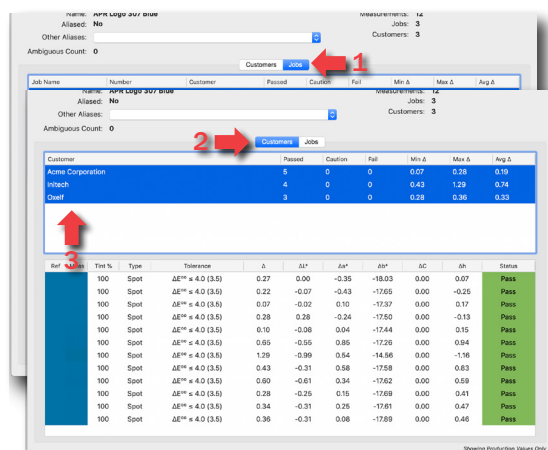 Name: APR Logo 307 Blue Measurements: 12
Aliased: No Jobs: 3
Other Aliases: Customers: 3
Ambiguous Count: 0
Customers Jobs 1
Job Name Number Customer Passed Caution Fail Min Δ Max Δ Avg Δ
Name: APR Logo 307 Blue Measurements: 12
Aliased: No Jobs: 3
Other Aliases: Customers: 3
Ambiguous Count: 0
2 Customers Jobs
Customer Passed Caution Fail Min Δ Max Δ Avg Δ
Acme Corporation 5 0 0 0.07 0.28 0.19
Initech 4 0 0 0.43 1.29 0.74
Oxelf 3 0 0 0.28 0.36 0.33
3
Ref Meas Tint % Type Tolerance Δ ΔL* Δa* Δb* ΔC Δh Status
100 Spot ΔE⁰⁰ ≤ 4.0 (3.5) 0.27 0.00 -0.35 -18.03 0.00 0.07 Pass
100 Spot ΔE⁰⁰ ≤ 4.0 (3.5) 0.22 -0.07 -0.43 -17.65 0.00 -0.25 Pass
100 Spot ΔE⁰⁰ ≤ 4.0 (3.5) 0.07 -0.02 0.10 -17.37 0.00 0.17 Pass
100 Spot ΔE⁰⁰ ≤ 4.0 (3.5) 0.28 0.28 -0.24 -17.50 0.00 -0.13 Pass
100 Spot ΔE⁰⁰ ≤ 4.0 (3.5) 0.10 -0.08 0.04 -17.44 0.00 0.15 Pass
100 Spot ΔE⁰⁰ ≤ 4.0 (3.5) 0.65 -0.55 0.85 -17.26 0.00 0.94 Pass
100 Spot ΔE⁰⁰ ≤ 4.0 (3.5) 1.29 -0.99 0.54 -14.56 0.00 -1.16 Pass
100 Spot ΔE⁰⁰ ≤ 4.0 (3.5) 0.43 -0.31 0.58 -17.58 0.00 0.83 Pass
100 Spot ΔE⁰⁰ ≤ 4.0 (3.5) 0.60 -0.61 0.34 -17.62 0.00 0.59 Pass
100 Spot ΔE⁰⁰ ≤ 4.0 (3.5) 0.28 -0.25 0.15 -17.69 0.00 0.41 Pass
100 Spot ΔE⁰⁰ ≤ 4.0 (3.5) 0.34 -0.31 0.25 -17.61 0.00 0.47 Pass
100 Spot ΔE⁰⁰ ≤ 4.0 (3.5) 0.36 -0.31 0.08 -17.89 0.00 0.46 Pass
Showing Production Values Only